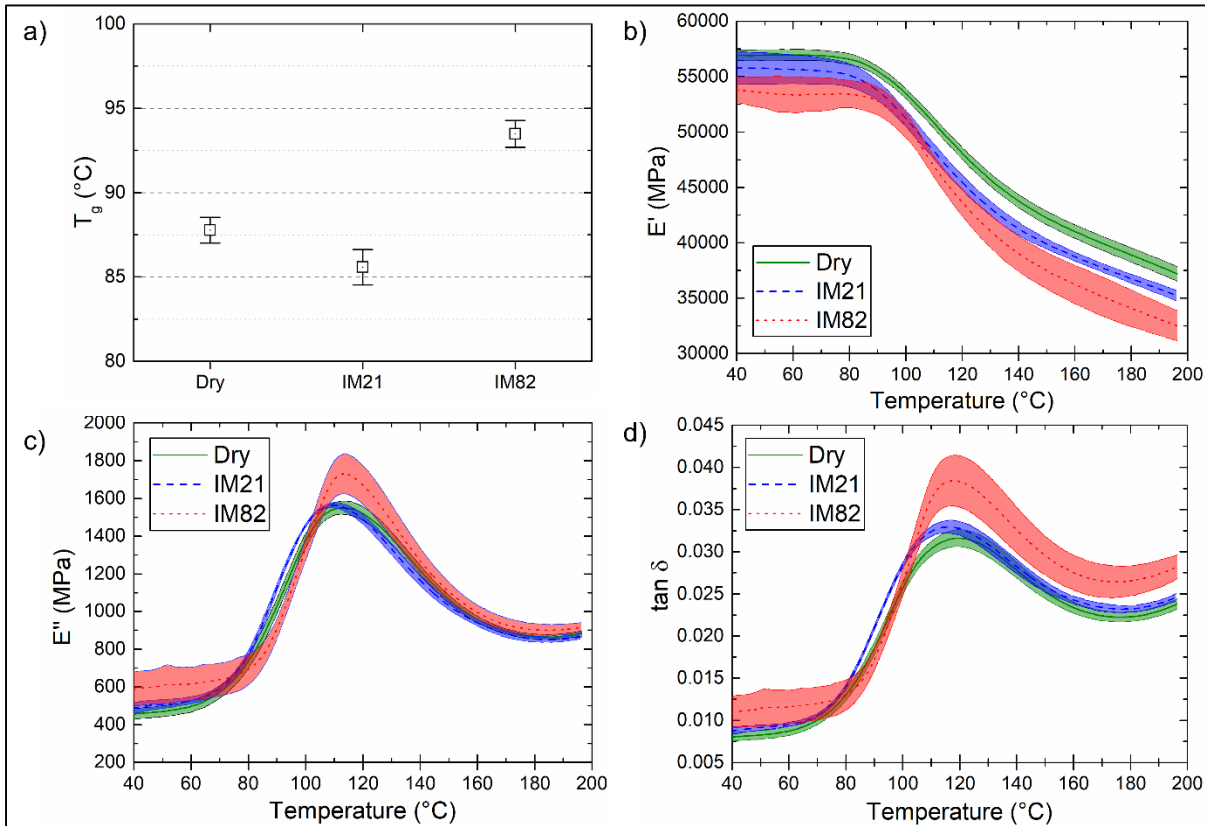 a)
100
95
90
85
80
T_g (°C)
Dry
IM21
IM82
b)
60000
55000
50000
45000
40000
35000
30000
E' (MPa)
Dry
IM21
IM82
40 60 80 100 120 140 160 180 200
Temperature (°C)
c)
2000
1800
1600
1400
1200
1000
800
600
400
200
E'' (MPa)
Dry
IM21
IM82
40 60 80 100 120 140 160 180 200
Temperature (°C)
d)
0.045
0.040
0.035
0.030
0.025
0.020
0.015
0.010
0.005
tan δ
Dry
IM21
IM82
40 60 80 100 120 140 160 180 200
Temperature (°C)